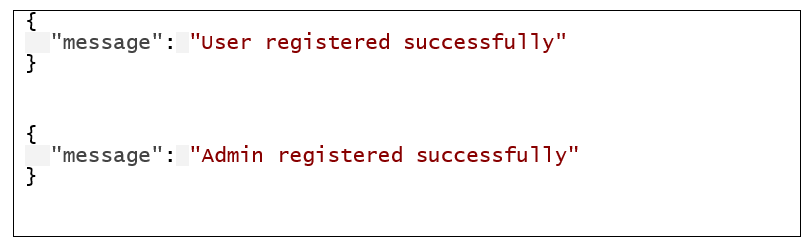 {
  "message": "User registered successfully"
}
{
  "message": "Admin registered successfully"
}